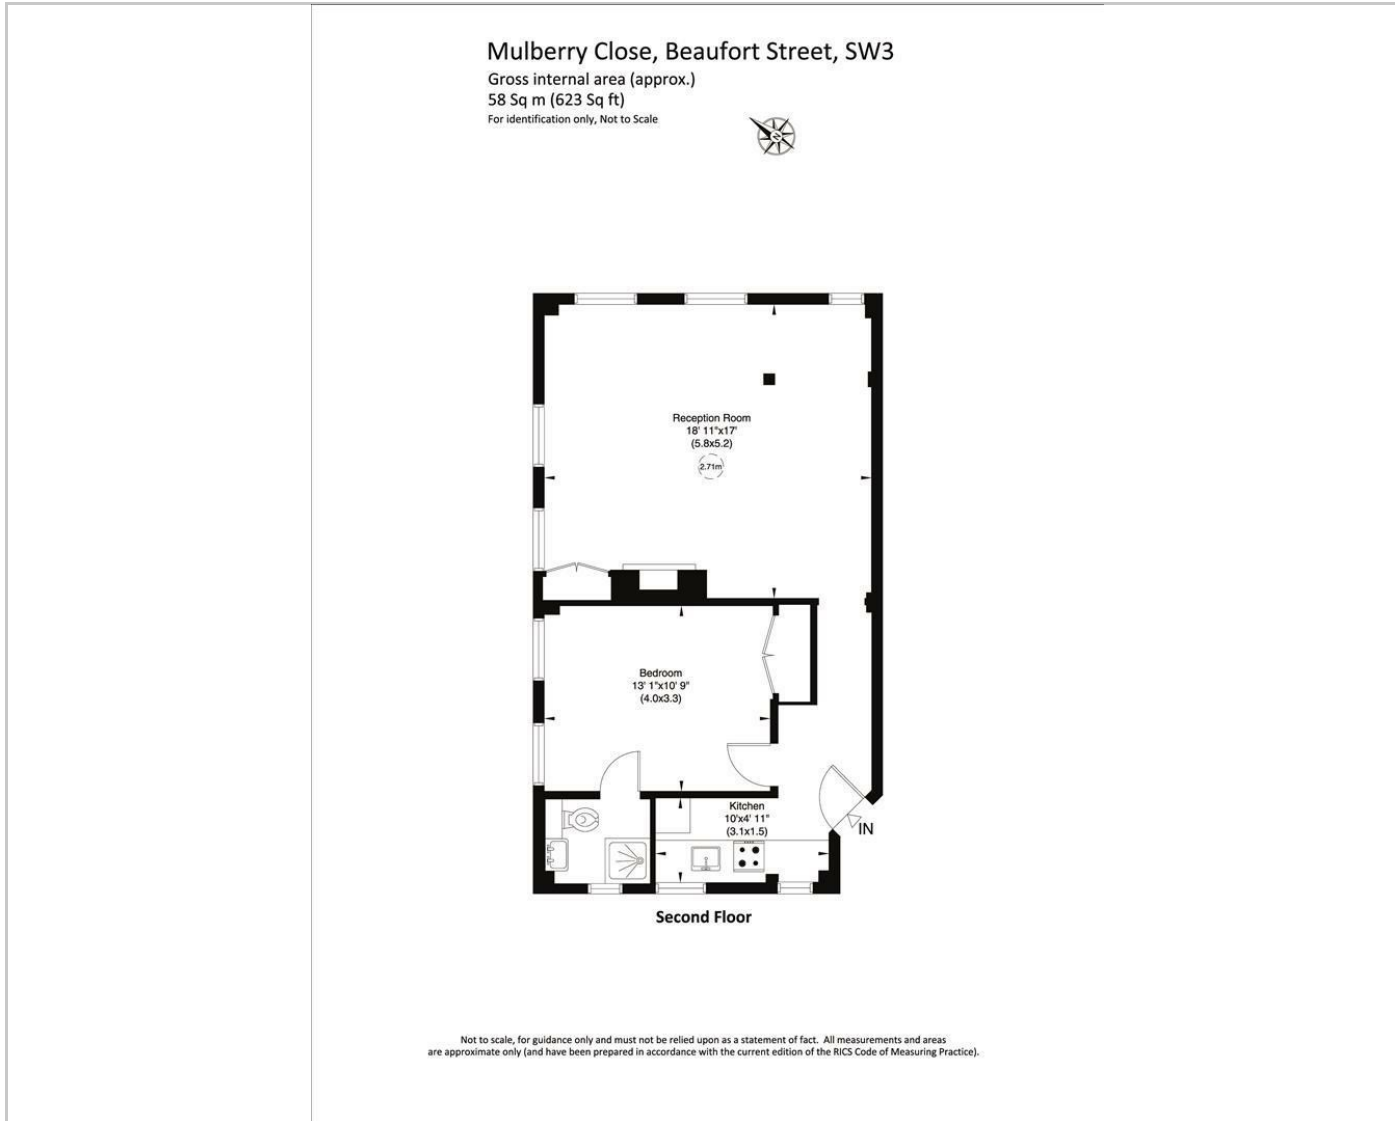 Mulberry Close, Beaufort Street, SW3
Gross internal area (approx.)
58 Sq m (623 Sq ft)
For identification only, Not to Scale
N
Reception Room
18' 11"x17'
(5.8x5.2)
2.71m
Bedroom
13' 1"x10' 9"
(4.0x3.3)
Kitchen
10'x4' 11"
(3.1x1.5)
IN
Second Floor
Not to scale, for guidance only and must not be relied upon as a statement of fact. All measurements and areas
are approximate only (and have been prepared in accordance with the current edition of the RICS Code of Measuring Practice).